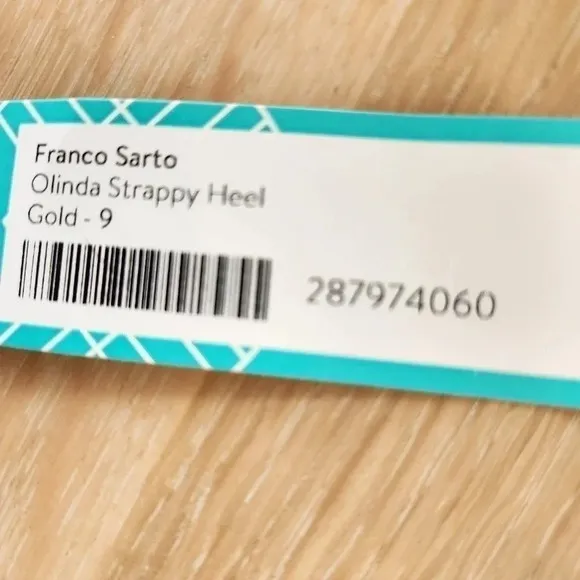 Franco Sarto
Olinda Strappy Heel
Gold - 9
287974060